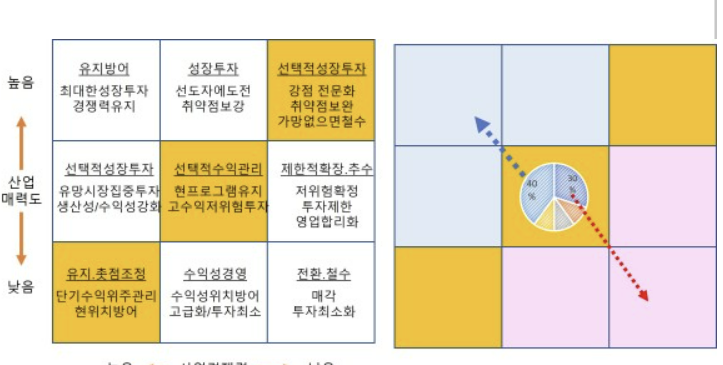 높음
산업
매력도
낮음
유지방어
최대한성장투자
경쟁력유지
성장투자
선도자에도전
취약점보강
선택적성장투자
강점 전문화
취약점보완
가망없으면철수
선택적성장투자
유망시장집중투자
생산성/수익성강화
선택적수익관리
현프로그램유지
고수익저위험투자
제한적확장.추수
저위험확정
투자제한
영업합리화
유지.촛점조정
단기수익위주관리
현위치방어
수익성경영
수익성위치방어
고급화/투자최소
전환.철수
매각
투자최소화
40
%
30
%